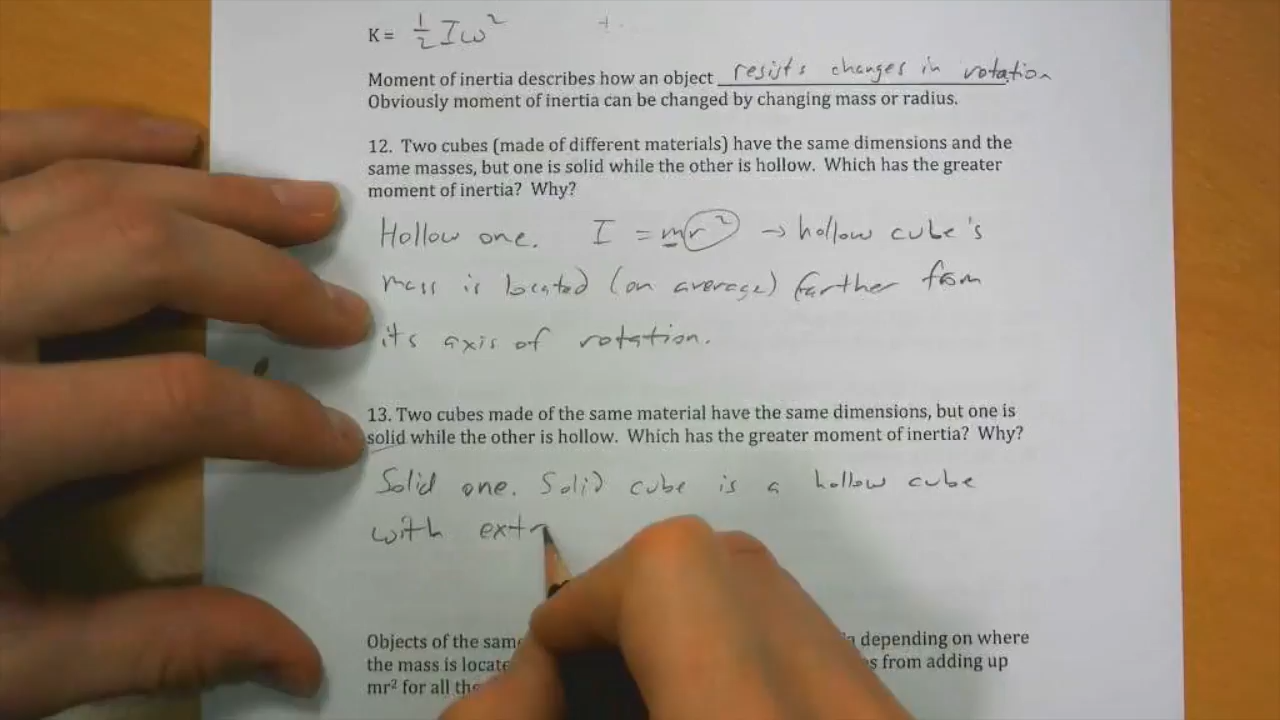 K = 1/2 Iω²
Moment of inertia describes how an object resists changes in rotation
Obviously moment of inertia can be changed by changing mass or radius.
12. Two cubes (made of different materials) have the same dimensions and the
same masses, but one is solid while the other is hollow. Which has the greater
moment of inertia? Why?
Hollow one. I = mr² → hollow cube's
mass is located (on average) farther from
its axis of rotation.
13. Two cubes made of the same material have the same dimensions, but one is
solid while the other is hollow. Which has the greater moment of inertia? Why?
Solid one. Solid cube is a hollow cube
with extr
Objects of the sam depending on where
the mass is locate s from adding up
mr² for all the